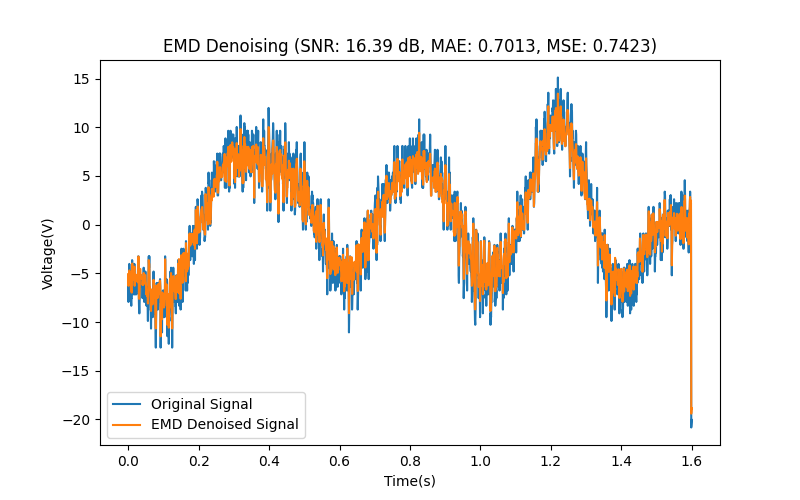 EMD Denoising (SNR: 16.39 dB, MAE: 0.7013, MSE: 0.7423)
15
10
5
0
−5
−10
−15
−20
Voltage(V)
Original Signal
EMD Denoised Signal
0.0 0.2 0.4 0.6 0.8 1.0 1.2 1.4 1.6
Time(s)